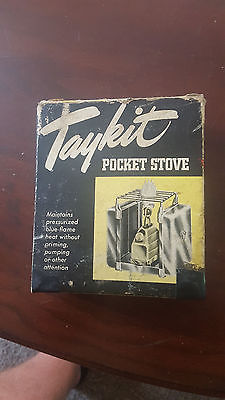 Taykit
POCKET STOVE
Maintains
pressurized
blue-flame
heat without
priming,
pumping
or other
attention